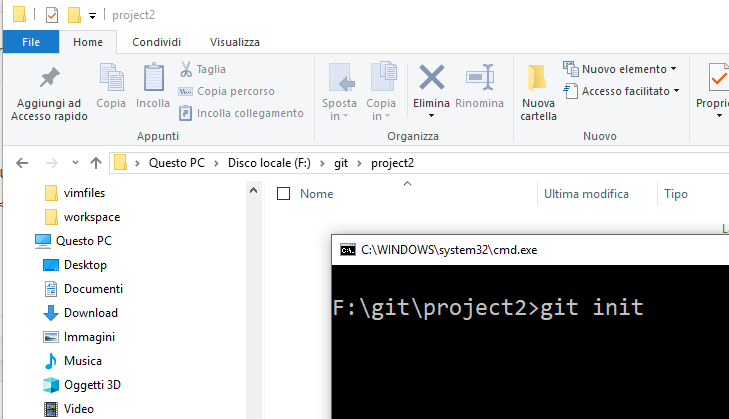 project2
File Home Condividi Visualizza
Aggiungi ad
Accesso rapido
Copia
Incolla
Taglia
Copia percorso
Incolla collegamento
Appunti
Sposta
in
Copia
in
Elimina
Rinomina
Organizza
Nuova
cartella
Nuovo elemento
Accesso facilitato
Nuovo
Questo PC Disco locale (F:) git project2
Nome Ultima modifica Tipo
vimfiles
workspace
Questo PC
Desktop
Documenti
Download
Immagini
Musica
Oggetti 3D
Video
C:\WINDOWS\system32\cmd.exe
F:\git\project2>git init